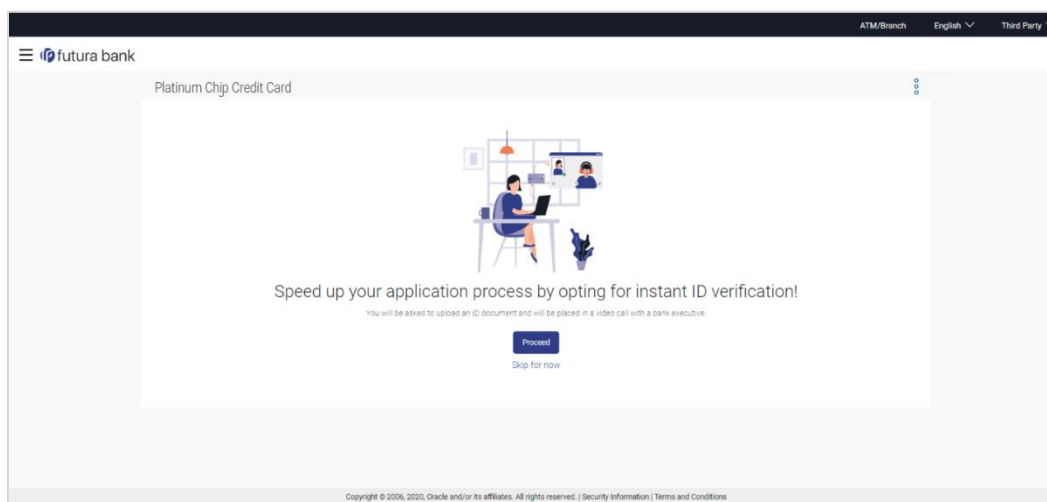 ATM/Branch English Third Party
futura bank
Platinum Chip Credit Card
Speed up your application process by opting for instant ID verification!
You will be asked to upload an ID document and will be placed in a video call with a bank executive.
Proceed
Skip for now
Copyright © 2006, 2020, Oracle and/or its affiliates. All rights reserved. | Security Information | Terms and Conditions